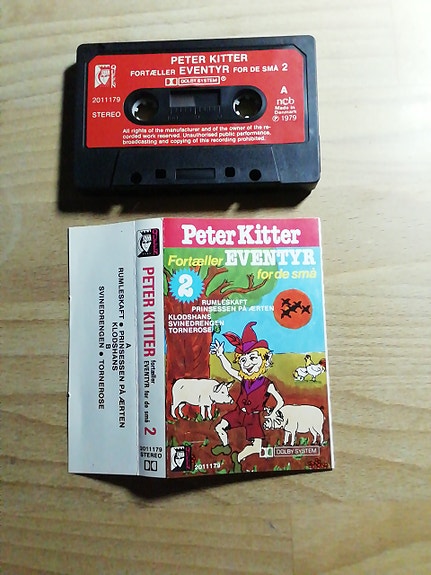 PETER KITTER
FORTÆLLER EVENTYR FOR DE SMÅ 2
DOLBY SYSTEM ®
2011179
STEREO
A
ncb
Made in
Denmark
℗ 1979
All rights of the manufacturer and of the owner of the re-
corded work reserved. Unauthorised public performance,
broadcasting and copying of this recording prohibited.
A
RUMLESKAFT ● PRINSESSEN PÅ ÆRTEN
KLODSHANS
B
SVINEDRENGEN ● TORNEROSE
PETER KITTER
fortæller
EVENTYR for de små 2
2011179
STEREO
Peter Kitter
Fortæller EVENTYR
for de små
2
RUMLESKAFT
PRINSESSEN PÅ ÆRTEN
KLODSHANS
SVINEDRENGEN
TORNEROSE
DOLBY SYSTEM
2011179